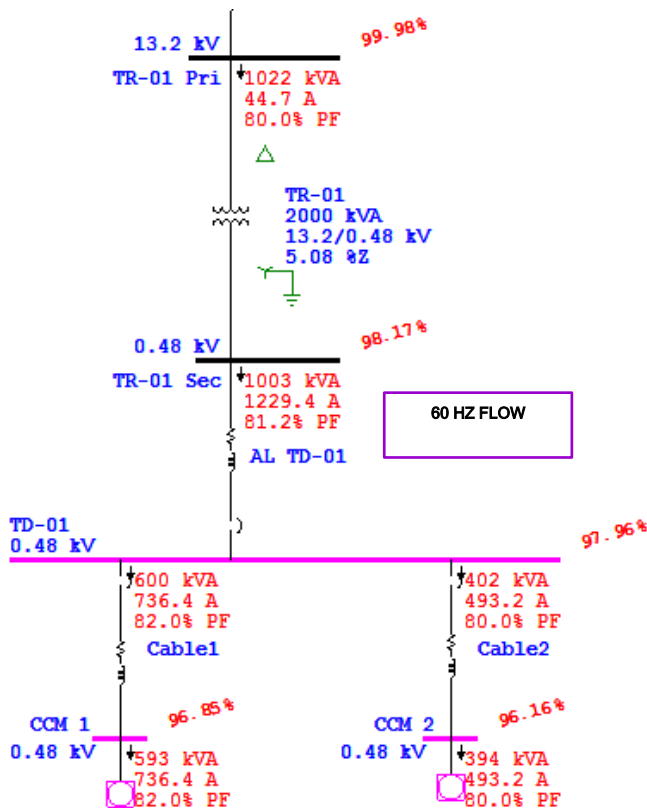 13.2 kV
99.98%
TR-01 Pri
1022 kVA
44.7 A
80.0% PF
TR-01
2000 kVA
13.2/0.48 kV
5.08 %Z
0.48 kV
98.17%
TR-01 Sec
1003 kVA
1229.4 A
81.2% PF
60 HZ FLOW
AL TD-01
TD-01
0.48 kV
97.96%
600 kVA
736.4 A
82.0% PF
402 kVA
493.2 A
80.0% PF
Cable1
Cable2
CCM 1
0.48 kV
96.85%
CCM 2
0.48 kV
96.16%
593 kVA
736.4 A
82.0% PF
394 kVA
493.2 A
80.0% PF